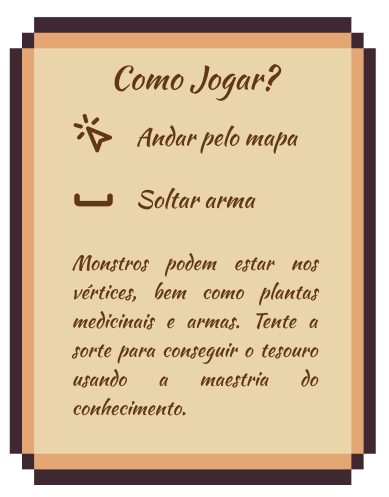 Como Jogar?
Andar pelo mapa
Soltar arma
Monstros podem estar nos
vértices, bem como plantas
medicinais e armas. Tente a
sorte para conseguir o tesouro
usando a maestria do
conhecimento.